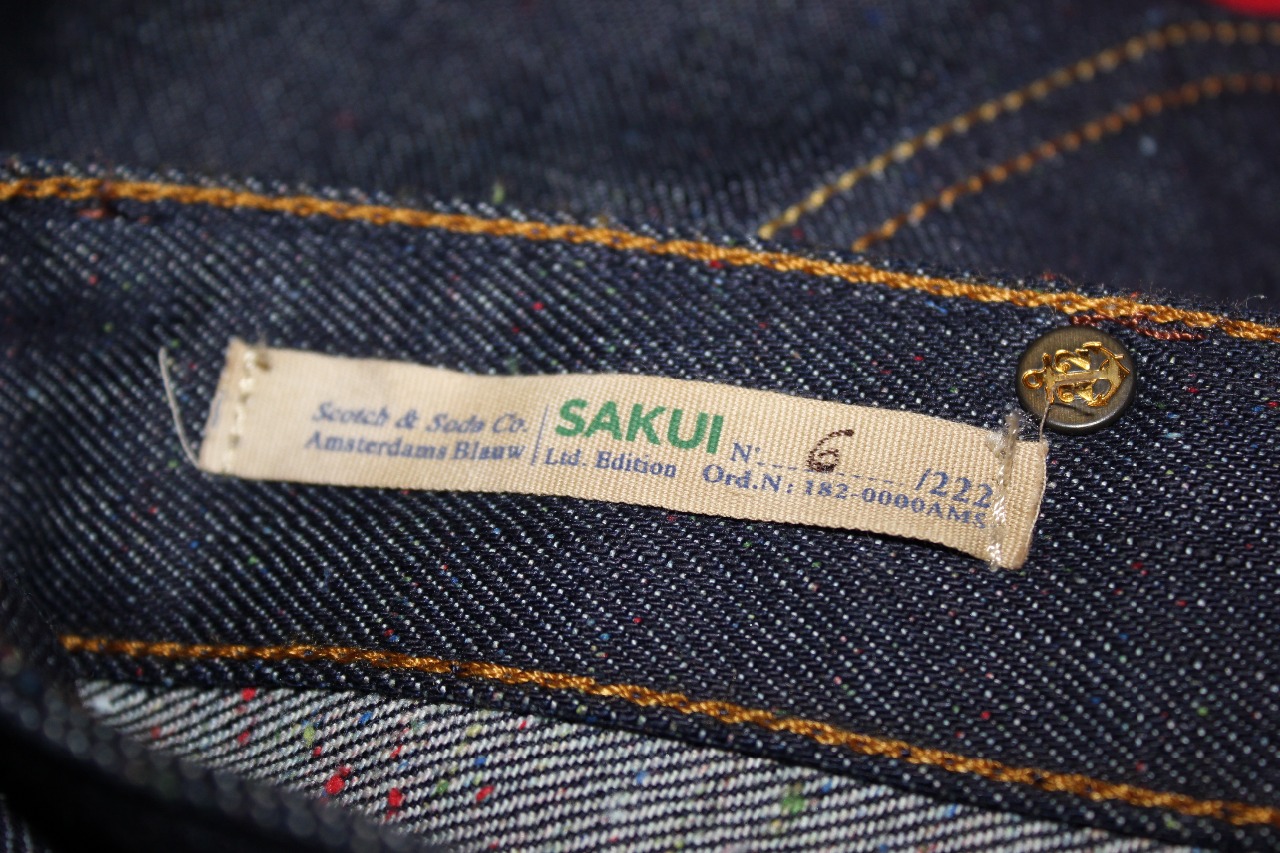 Scotch & Soda Co.
Amsterdams Blauw
SAKUI
Ltd. Edition
N: 6 /222
Ord.N: 182-0000AMS